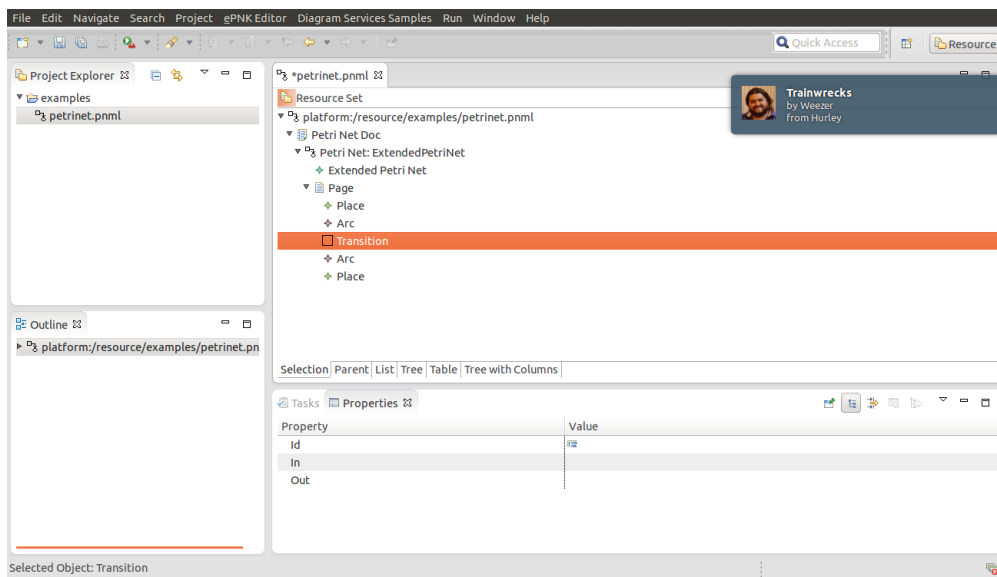 File Edit Navigate Search Project ePNK Editor Diagram Services Samples Run Window Help
Quick Access
Resource
Project Explorer
examples
petrinet.pnml
*petrinet.pnml
Resource Set
platform:/resource/examples/petrinet.pnml
Petri Net Doc
Petri Net: ExtendedPetriNet
Extended Petri Net
Page
Place
Arc
Transition
Arc
Place
Trainwrecks
by Weezer
from Hurley
Selection Parent List Tree Table Tree with Columns
Outline
platform:/resource/examples/petrinet.pn
Tasks Properties
Property Value
Id
In
Out
Selected Object: Transition